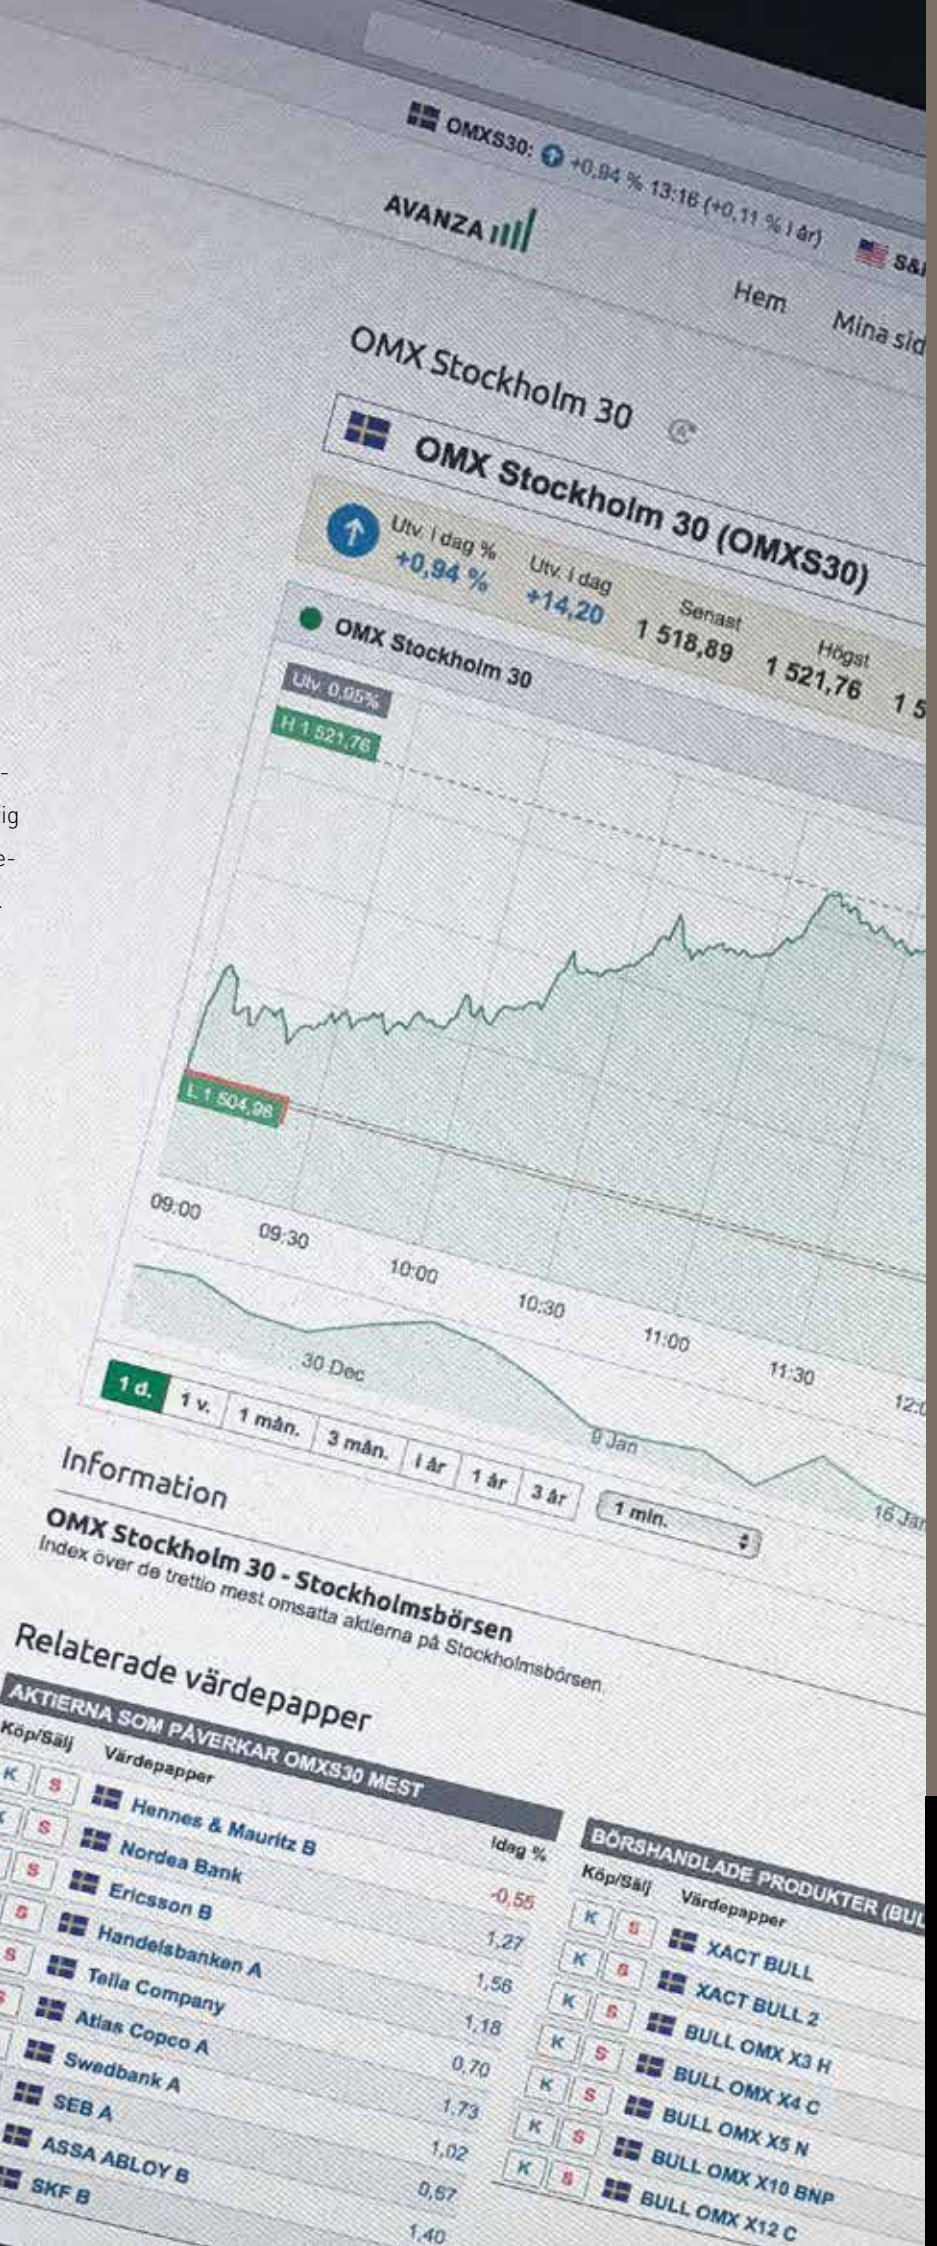 OMXS30: +0,94 % 13:16 (+0,11 % i år)
AVANZA
Hem Mina sid
OMX Stockholm 30
OMX Stockholm 30 (OMXS30)
Utv. i dag % Utv. i dag Senast Högst
+0,94 % +14,20 1 518,89 1 521,76 1 5
OMX Stockholm 30
Utv. 0,95%
H 1 521,76
-
ig
e-
L 1 504,98
09:00 09:30 10:00 10:30 11:00 11:30 12:0
30 Dec 9 Jan 16 Jan
1 d. 1 v. 1 mån. 3 mån. i år 1 år 3 år 1 min.
Information
OMX Stockholm 30 - Stockholmsbörsen
Index över de trettio mest omsatta aktierna på Stockholmsbörsen.
Relaterade värdepapper
AKTIERNA SOM PÅVERKAR OMXS30 MEST
Köp/Sälj Värdepapper Idag %
K S Hennes & Mauritz B -0,55
K S Nordea Bank 1,27
S Ericsson B 1,56
S Handelsbanken A 1,18
S Telia Company 0,70
S Atlas Copco A 1,73
Swedbank A 1,02
SEB A 0,67
ASSA ABLOY B 1,40
SKF B
BÖRSHANDLADE PRODUKTER (BUL
Köp/Sälj Värdepapper
K S XACT BULL
K S XACT BULL 2
K S BULL OMX X3 H
K S BULL OMX X4 C
K S BULL OMX X5 N
K S BULL OMX X10 BNP
K S BULL OMX X12 C